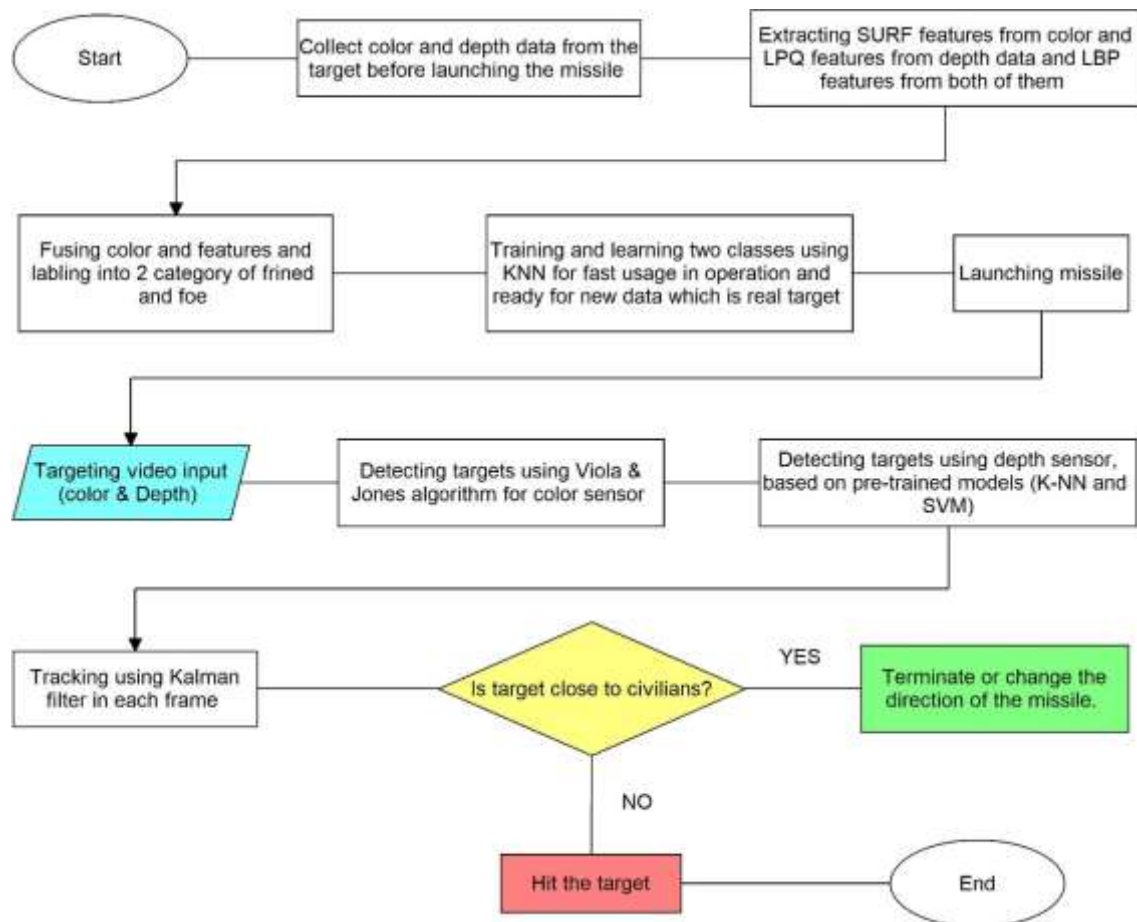 Start
Collect color and depth data from the
target before launching the missile
Extracting SURF features from color and
LPQ features from depth data and LBP
features from both of them
Fusing color and features and
labling into 2 category of frined
and foe
Training and learning two classes using
KNN for fast usage in operation and
ready for new data which is real target
Launching missile
Targeting video input
(color & Depth)
Detecting targets using Viola &
Jones algorithm for color sensor
Detecting targets using depth sensor,
based on pre-trained models (K-NN and
SVM)
Tracking using Kalman
filter in each frame
Is target close to civilians?
YES
Terminate or change the
direction of the missile.
NO
Hit the target
End